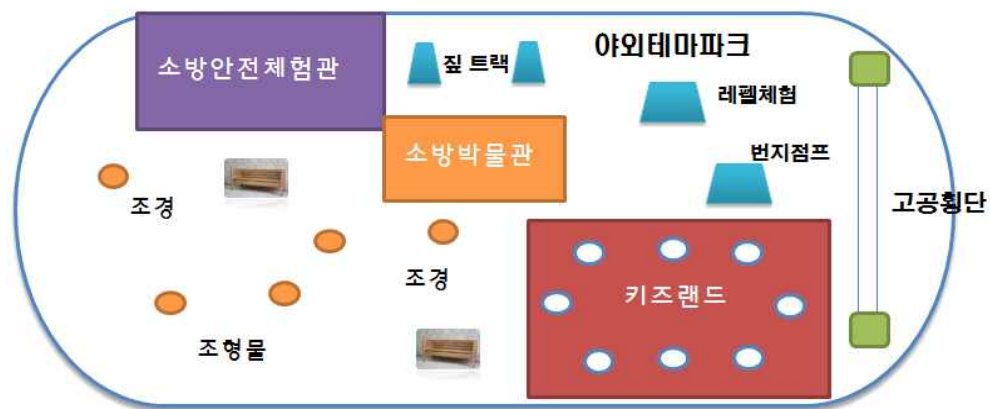 소방안전체험관
짚 트랙
야외테마파크
레펠체험
소방박물관
번지점프
조경
고공횡단
조경
키즈랜드
조형물